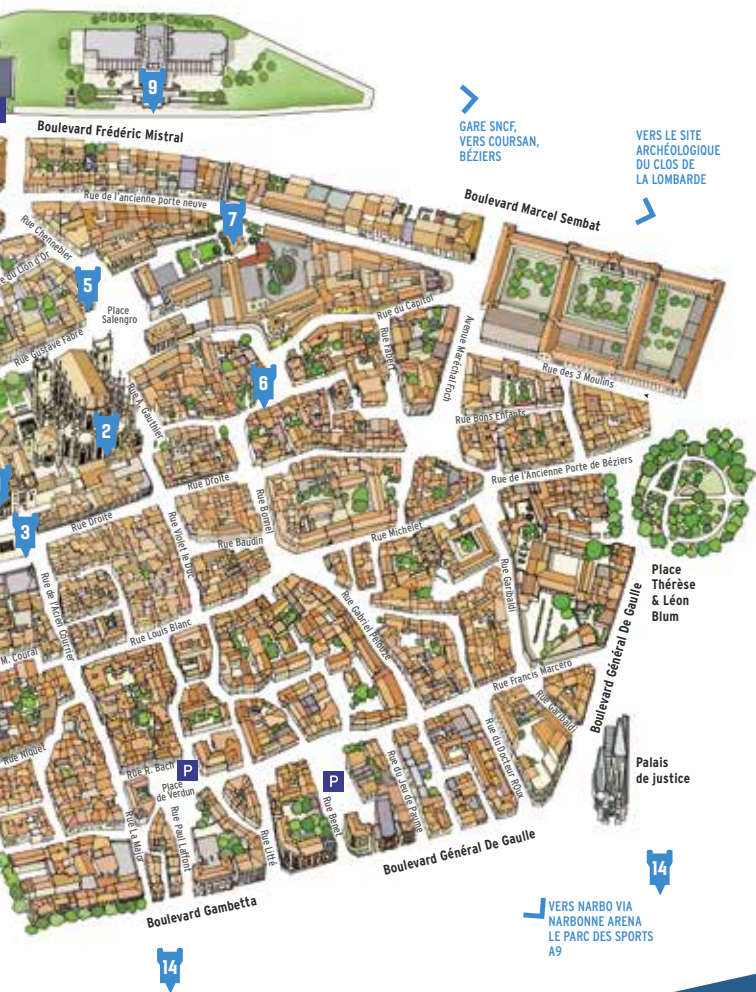 9
Boulevard Frédéric Mistral
GARE SNCF,
VERS COURSAN,
BÉZIERS
VERS LE SITE
ARCHÉOLOGIQUE
DU CLOS DE
LA LOMBARDE
Rue de l'ancienne porte neuve
Boulevard Marcel Sembat
7
Rue Chennebier
du Lion d'Or
5
Place
Salengro
Rue du Capitol
Rue Gustave Fabre
Rue Fabert
Avenue Maréchal Foch
Rue des 3 Moulins
6
Rue A. Gauthier
2
Rue Bons Enfants
Rue de l'Ancienne Porte de Béziers
Rue Droite
3
Rue Droite
Rue Bonnel
Rue Violet le Duc
Rue Baudin
Rue Michelet
Rue Garibaldi
Place
Thérèse
& Léon
Blum
Rue de l'Acien Courrier
Rue Gabriel Pelouze
Rue Louis Blanc
M. Coural
Boulevard Général De Gaulle
Rue Francis Marcero
Rue Garibaldi
Rue Niquet
Rue R. Bach
P
P
Place
de Verdun
Rue du Docteur ROux
Rue du Jeu de Paume
Palais
de justice
Rue La Major
Rue Paul Laffont
Rue Litté
Rue Benet
Boulevard Général De Gaulle
14
Boulevard Gambetta
VERS NARBO VIA
NARBONNE ARENA
LE PARC DES SPORTS
A9
14